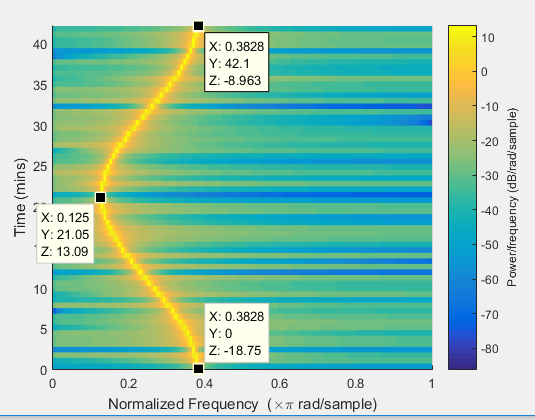 X: 0.3828
Y: 42.1
Z: -8.963
X: 0.125
Y: 21.05
Z: 13.09
X: 0.3828
Y: 0
Z: -18.75
40
35
30
25
10
5
0
Time (mins)
0
0.2
0.4
0.6
0.8
1
Normalized Frequency (×π rad/sample)
10
0
-10
-20
-30
-40
-50
-60
-70
-80
Power/frequency (dB/rad/sample)